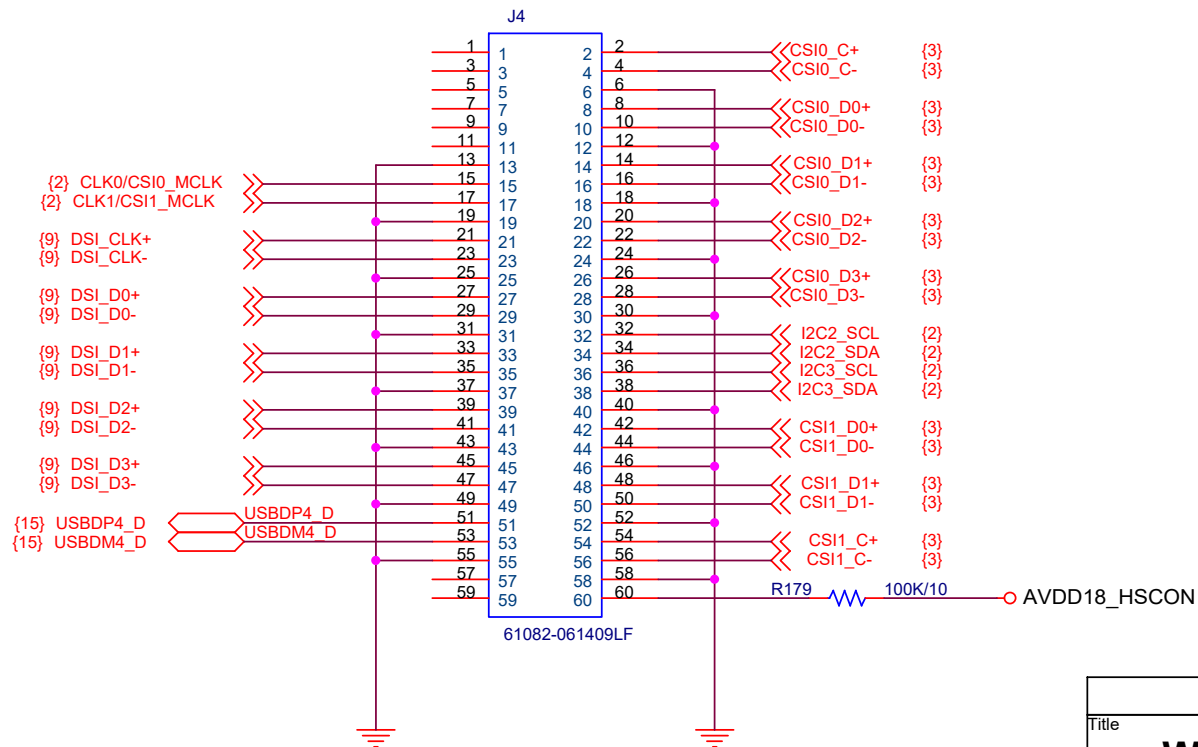 J4
1 1 2 2 CSI0_C+ {3}
3 3 4 4 CSI0_C- {3}
5 5 6 6
7 7 8 8 CSI0_D0+ {3}
9 9 10 10 CSI0_D0- {3}
11 11 12 12
13 13 14 14 CSI0_D1+ {3}
{2} CLK0/CSI0_MCLK 15 15 16 16 CSI0_D1- {3}
{2} CLK1/CSI1_MCLK 17 17 18 18
19 19 20 20 CSI0_D2+ {3}
{9} DSI_CLK+ 21 21 22 22 CSI0_D2- {3}
{9} DSI_CLK- 23 23 24 24
25 25 26 26 CSI0_D3+ {3}
{9} DSI_D0+ 27 27 28 28 CSI0_D3- {3}
{9} DSI_D0- 29 29 30 30
31 31 32 32 I2C2_SCL {2}
{9} DSI_D1+ 33 33 34 34 I2C2_SDA {2}
{9} DSI_D1- 35 35 36 36 I2C3_SCL {2}
37 37 38 38 I2C3_SDA {2}
{9} DSI_D2+ 39 39 40 40
{9} DSI_D2- 41 41 42 42 CSI1_D0+ {3}
43 43 44 44 CSI1_D0- {3}
{9} DSI_D3+ 45 45 46 46
{9} DSI_D3- 47 47 48 48 CSI1_D1+ {3}
49 49 50 50 CSI1_D1- {3}
{15} USBDP4_D USBDP4_D 51 51 52 52
{15} USBDM4_D USBDM4_D 53 53 54 54 CSI1_C+ {3}
55 55 56 56 CSI1_C- {3}
57 57 58 58
59 59 60 60 R179 100K/10 AVDD18_HSCON
61082-061409LF
Title